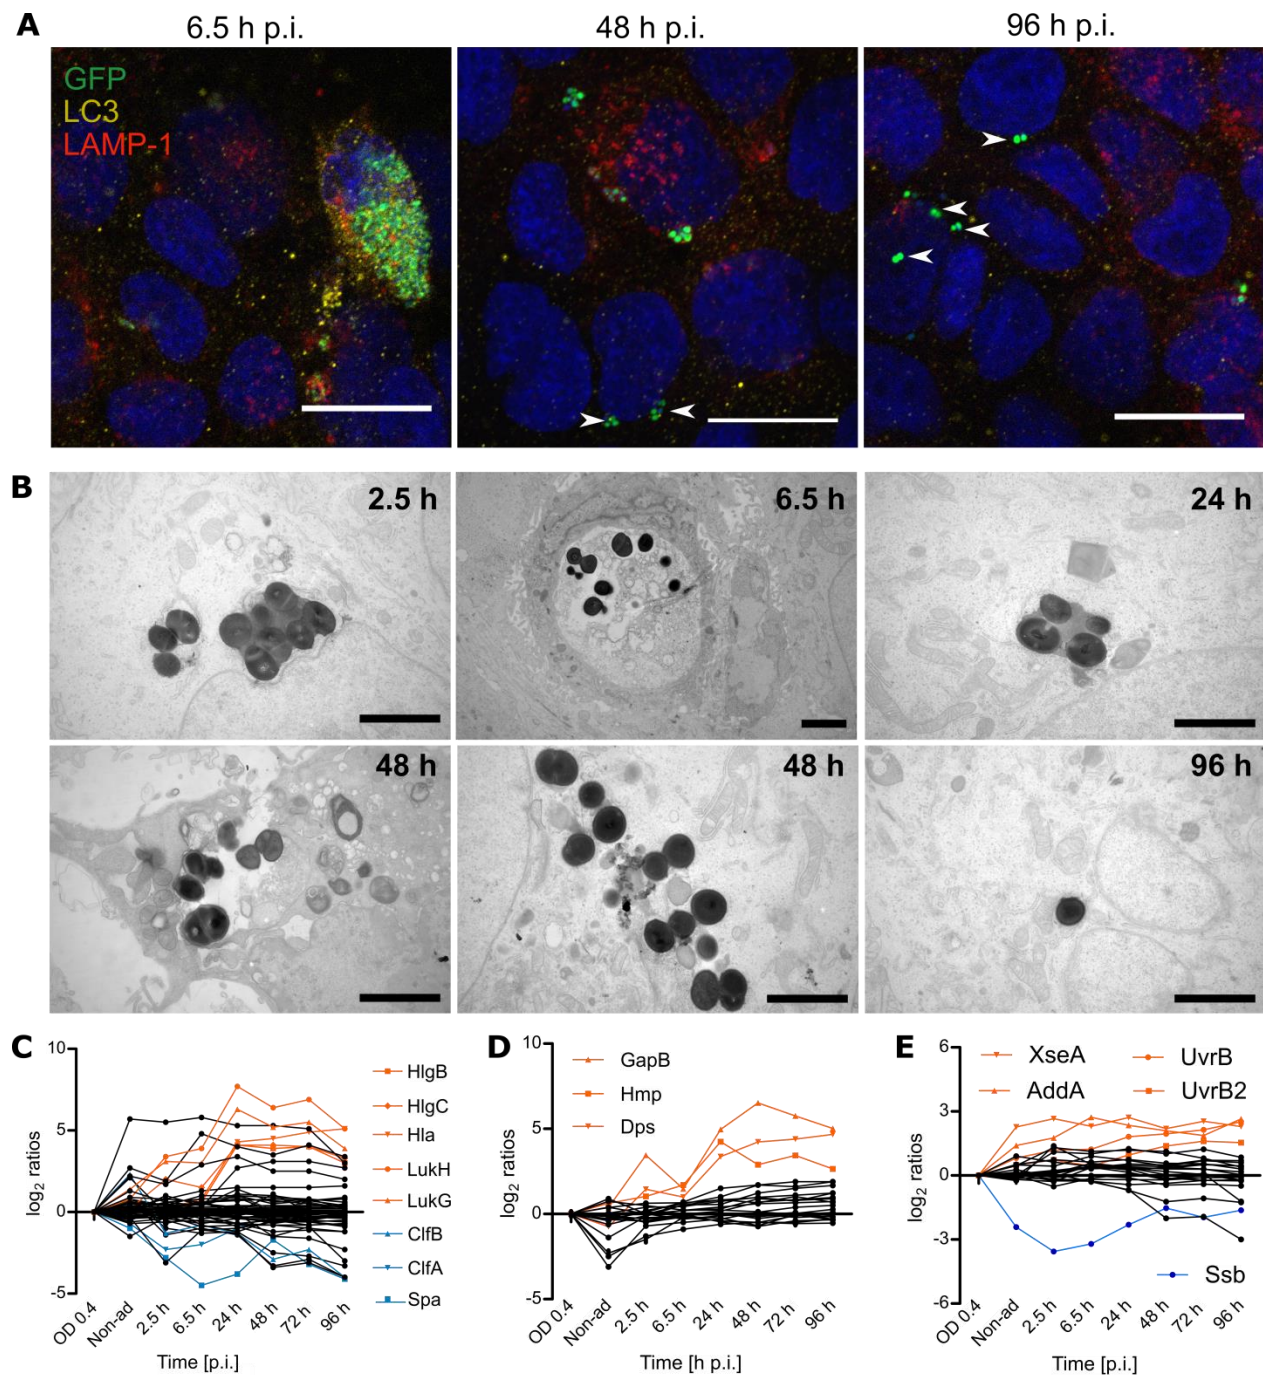 A
6.5 h p.i.
48 h p.i.
96 h p.i.
GFP
LC3
LAMP-1
B
2.5 h
6.5 h
24 h
48 h
48 h
96 h
C
10
5
0
-5
log2 ratios
OD 0.4
Non-ad
2.5 h
6.5 h
24 h
48 h
72 h
96 h
Time [p.i.]
HlgB
HlgC
Hla
LukH
LukG
ClfB
ClfA
Spa
D
10
5
0
-5
log2 ratios
GapB
Hmp
Dps
OD 0.4
Non-ad
2.5 h
6.5 h
24 h
48 h
72 h
96 h
Time [h p.i.]
E
6
3
0
-3
-6
log2 ratios
XseA
UvrB
AddA
UvrB2
Ssb
OD 0.4
Non-ad
2.5 h
6.5 h
24 h
48 h
72 h
96 h
Time [p.i.]